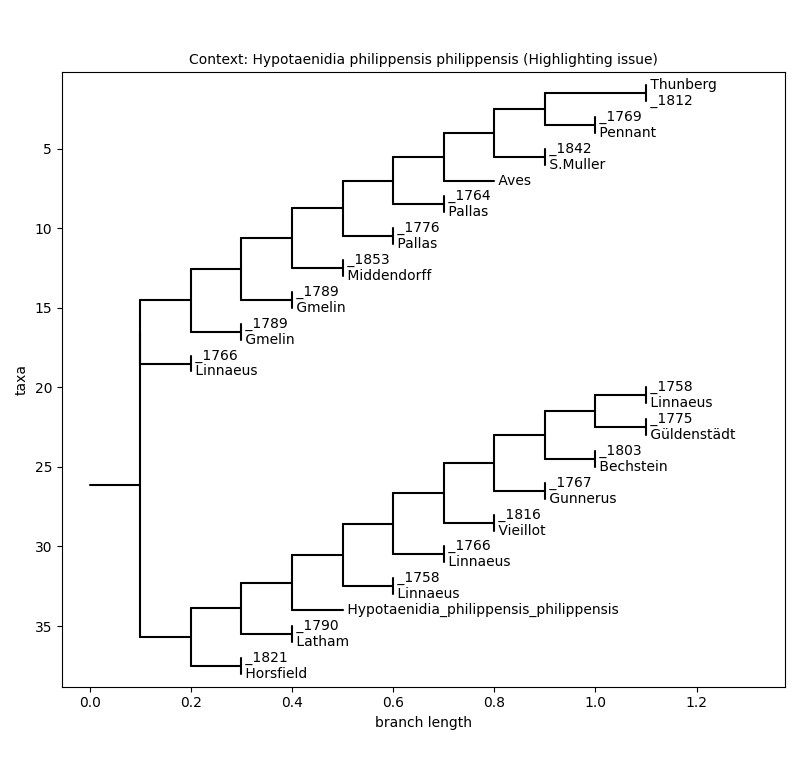 Context: Hypotaenidia philippensis philippensis (Highlighting issue)
Thunberg
_1812
_1769
Pennant
_1842
S.Muller
Aves
_1764
Pallas
_1776
Pallas
_1853
Middendorff
_1789
Gmelin
_1789
Gmelin
_1766
Linnaeus
_1758
Linnaeus
_1775
Güldenstädt
_1803
Bechstein
_1767
Gunnerus
_1816
Vieillot
_1766
Linnaeus
_1758
Linnaeus
Hypotaenidia_philippensis_philippensis
_1790
Latham
_1821
Horsfield
5
10
15
20
25
30
35
taxa
0.0 0.2 0.4 0.6 0.8 1.0 1.2
branch length